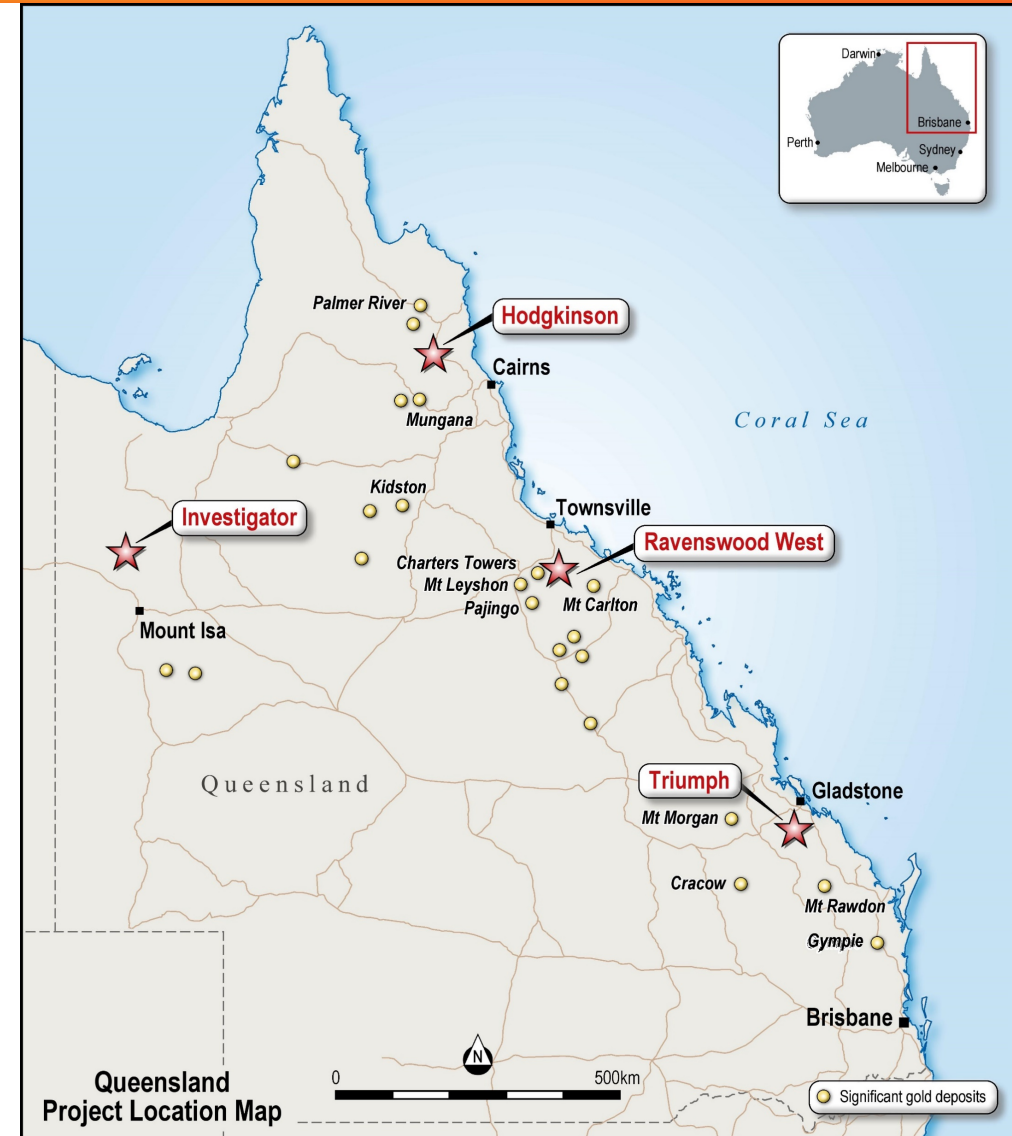 Darwin
Brisbane
Perth
Sydney
Melbourne
Palmer River
Hodgkinson
Cairns
Mungana
Coral Sea
Kidston
Investigator
Townsville
Ravenswood West
Charters Towers
Mt Leyshon
Pajingo
Mt Carlton
Mount Isa
Queensland
Triumph
Gladstone
Mt Morgan
Cracow
Mt Rawdon
Gympie
Brisbane
N
Queensland
Project Location Map
0
500km
Significant gold deposits